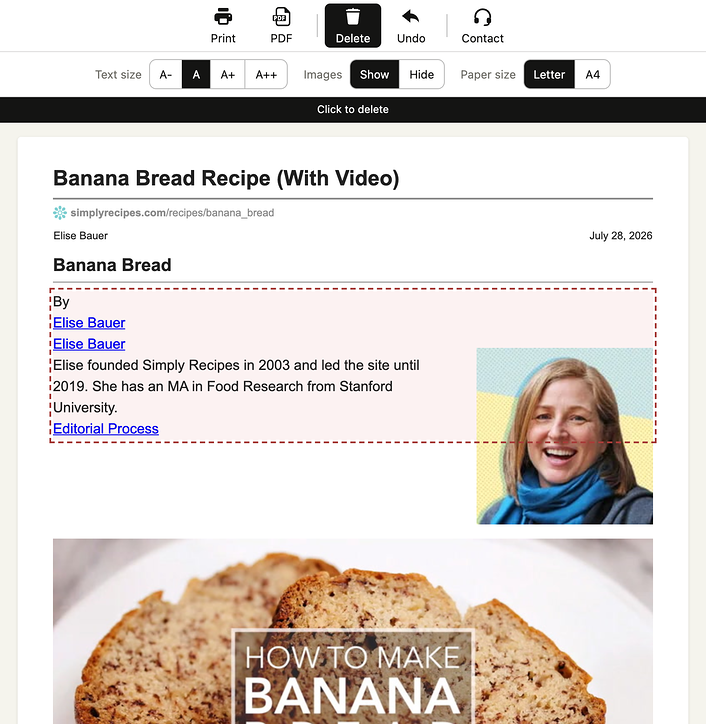 Print
PDF
Delete
Undo
Contact
Text size A- A A+ A++ Images Show Hide Paper size Letter A4
Click to delete
Banana Bread Recipe (With Video)
simplyrecipes.com/recipes/banana_bread
Elise Bauer July 28, 2026
Banana Bread
By
Elise Bauer
Elise Bauer
Elise founded Simply Recipes in 2003 and led the site until
2019. She has an MA in Food Research from Stanford
University.
Editorial Process
HOW TO MAKE
BANANA
BREAD